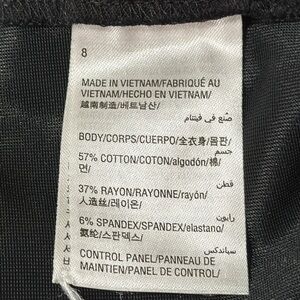 8
MADE IN VIETNAM/FABRIQUÉ AU
VIETNAM/HECHO EN VIETNAM/
越南制造/베트남산/
صنع في فيتنام
BODY/CORPS/CUERPO/全衣身/몸판/
جسم
57% COTTON/COTON/algodón/棉/
면/
قطن
37% RAYON/RAYONNE/rayón/
人造丝/레이온/
رايون
6% SPANDEX/SPANDEX/elastano/
氨纶/스판덱스/
سباندكس
CONTROL PANEL/PANNEAU DE
MAINTIEN/PANEL DE CONTROL/